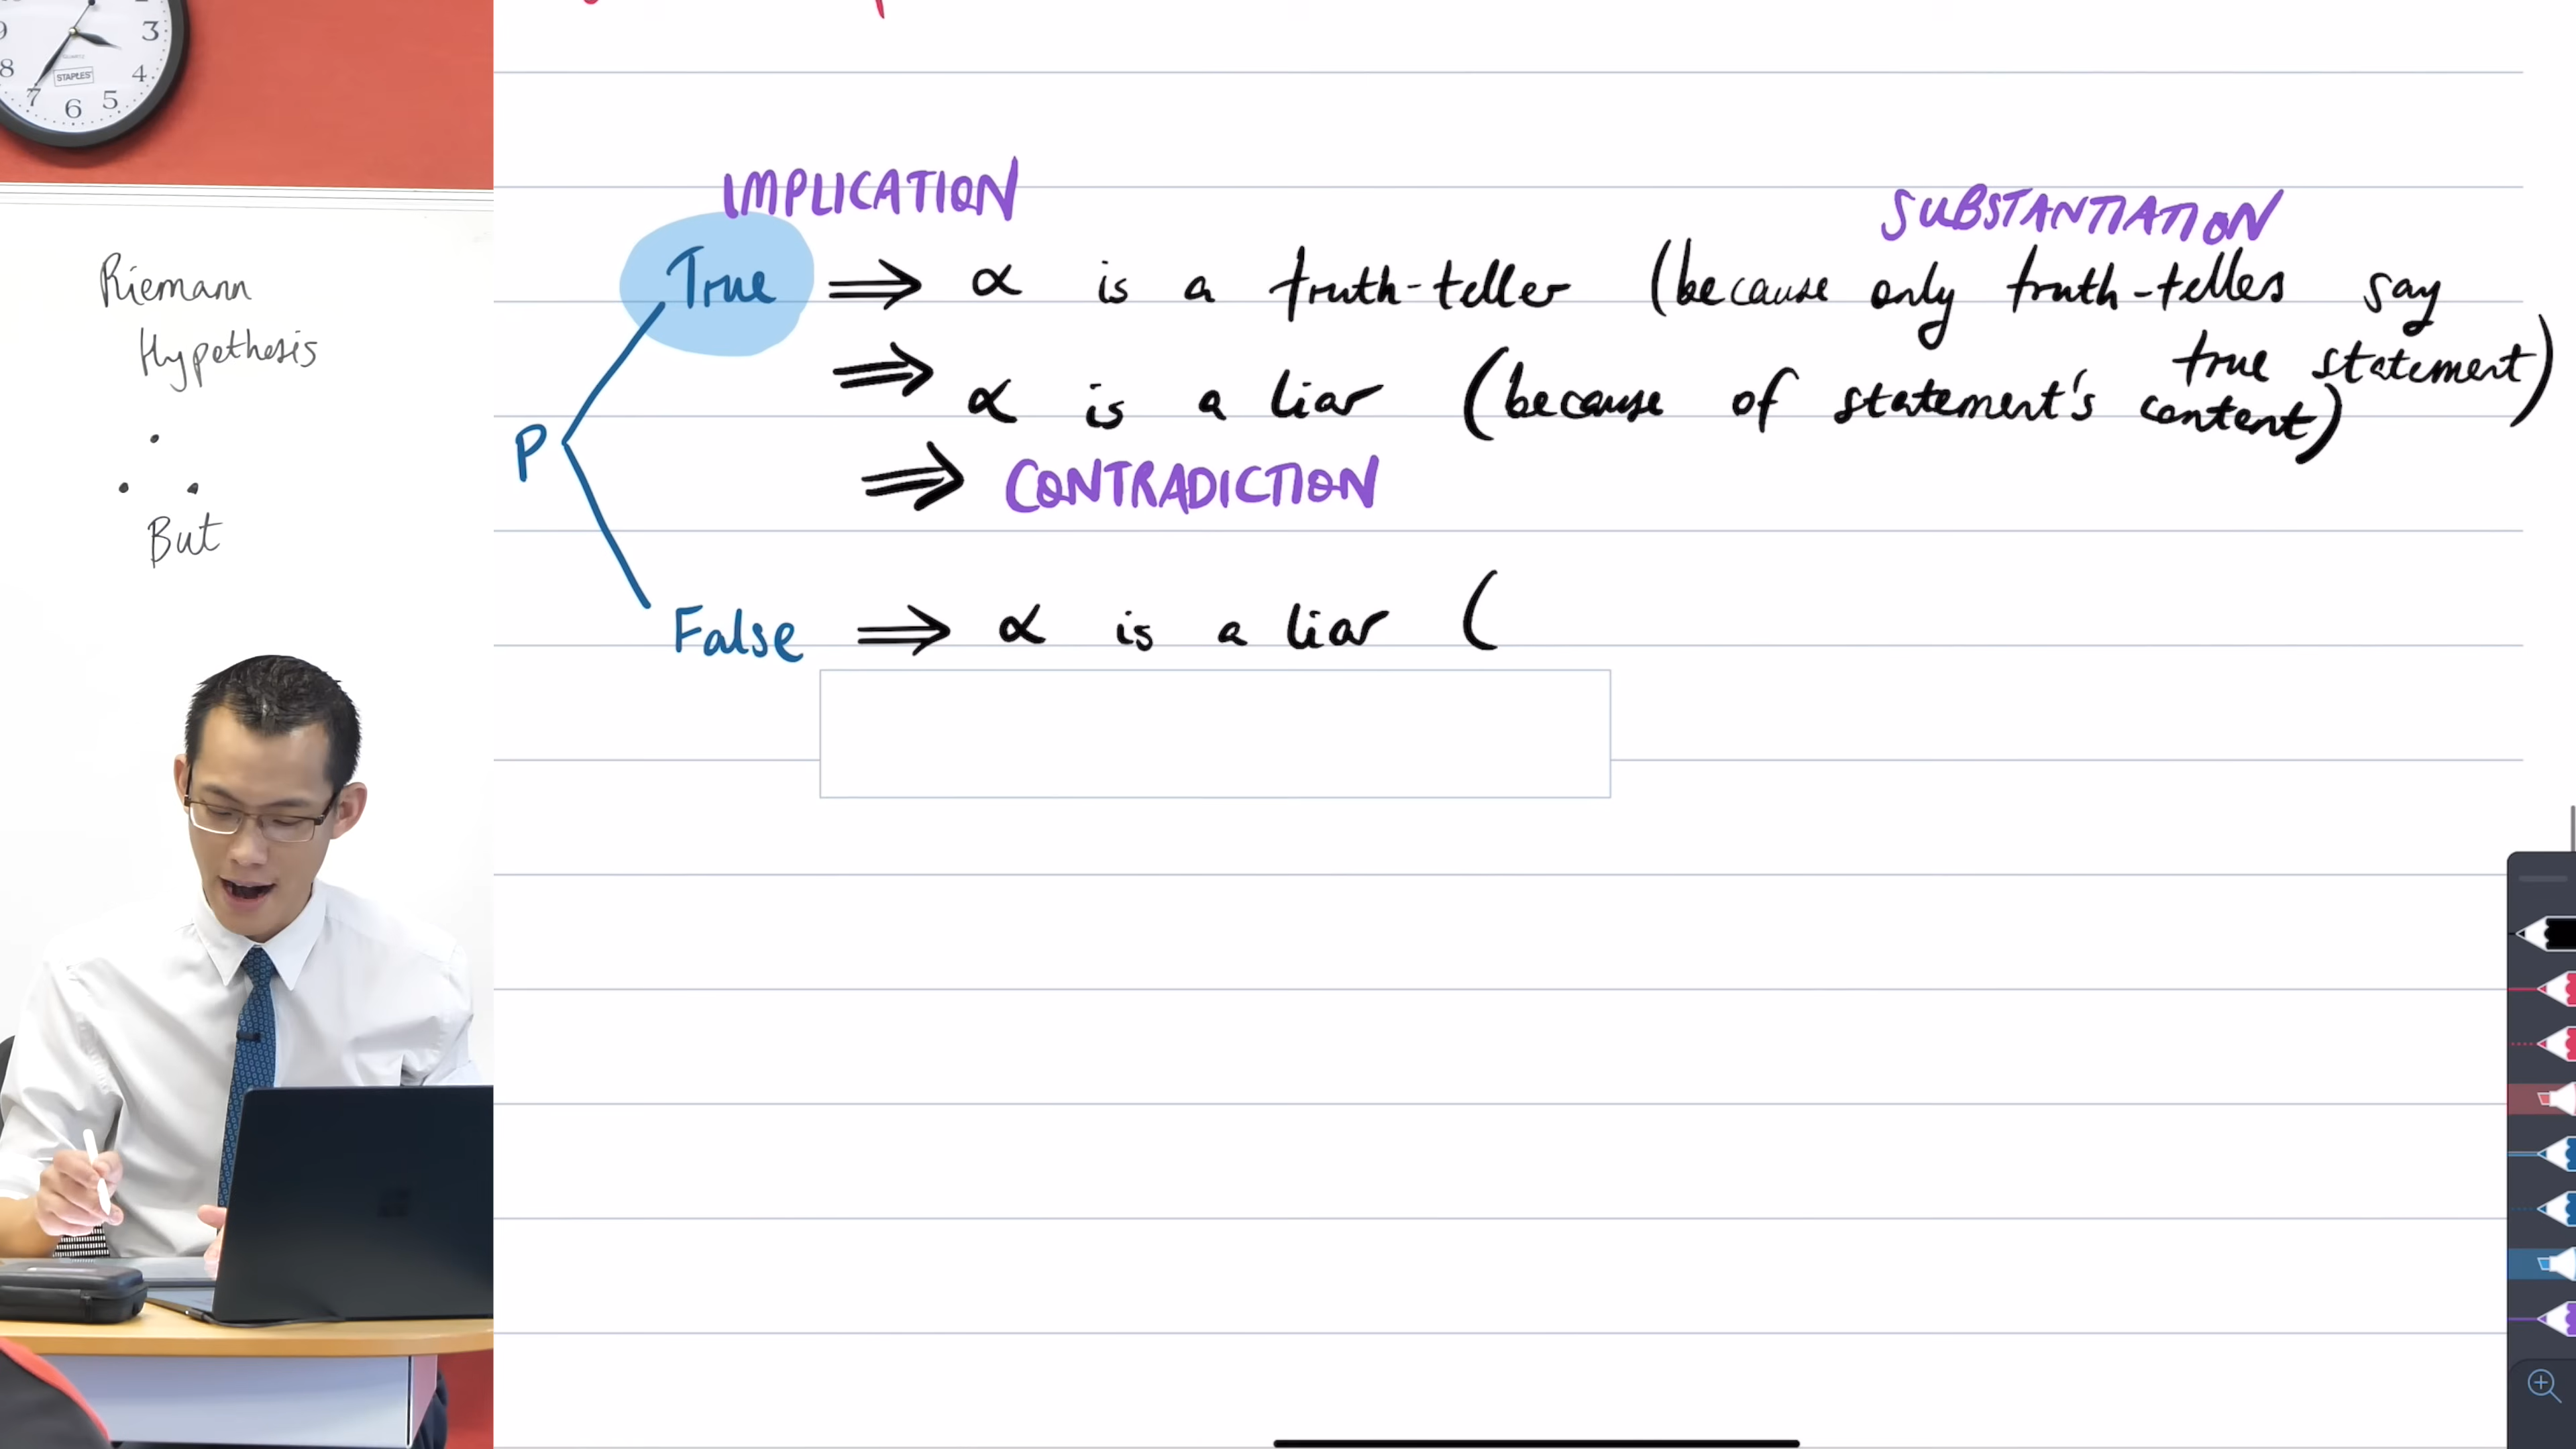 3
4
5
6
7
8
9
STAPLES
Riemann
Hypothesis
∴
But
IMPLICATION
SUBSTANTIATION
True ⟹ α is a truth-teller (because only truth-tellers say
true statement)
⟹ α is a liar (because of statement's content)
P
⟹ CONTRADICTION
False ⟹ α is a liar (